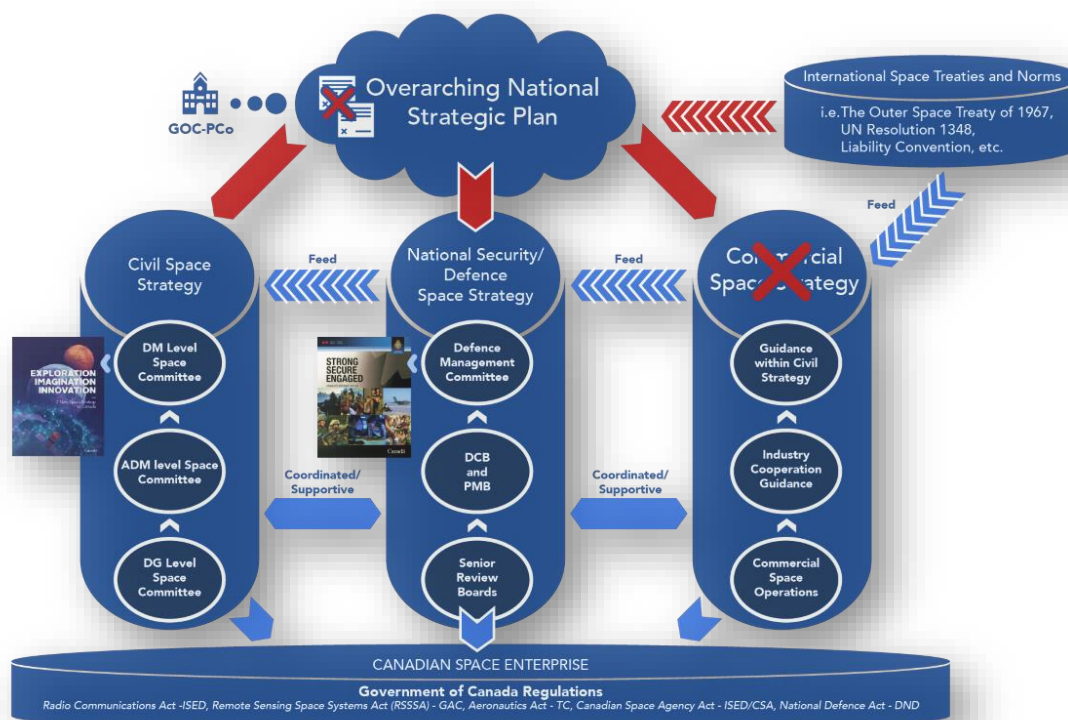 Overarching National
Strategic Plan
GOC-PCo
International Space Treaties and Norms
i.e.The Outer Space Treaty of 1967,
UN Resolution 1348,
Liability Convention, etc.
Feed
Civil Space
Strategy
Feed
National Security/
Defence
Space Strategy
Feed
Commercial
Space Strategy
EXPLORATION
IMAGINATION
INNOVATION
DM Level
Space
Committee
STRONG
SECURE
ENGAGED
Canada
Defence
Management
Committee
Guidance
within Civil
Strategy
ADM level Space
Committee
Coordinated/
Supportive
DCB
and
PMB
Coordinated/
Supportive
Industry
Cooperation
Guidance
DG Level
Space
Committee
Senior
Review
Boards
Commercial
Space
Operations
CANADIAN SPACE ENTERPRISE
Government of Canada Regulations
Radio Communications Act -ISED, Remote Sensing Space Systems Act (RSSSA) - GAC, Aeronautics Act - TC, Canadian Space Agency Act - ISED/CSA, National Defence Act - DND